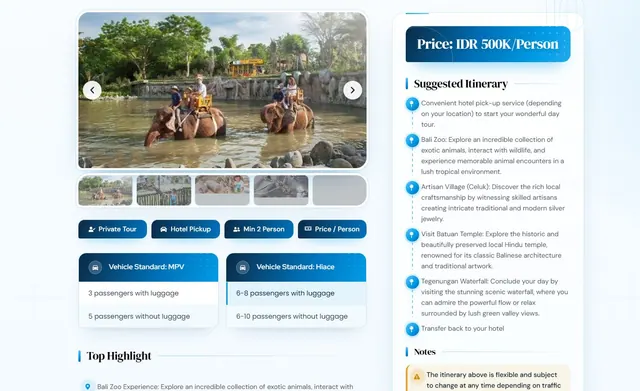 Private Tour
Hotel Pickup
Min 2 Person
Price / Person
Vehicle Standard: MPV
3 passengers with luggage
5 passengers without luggage
Vehicle Standard: Hiace
6-8 passengers with luggage
6-10 passengers without luggage
Top Highlight
Bali Zoo Experience: Explore an incredible collection of exotic animals, interact with
Price: IDR 500K/Person
Suggested Itinerary
Convenient hotel pick-up service (depending
on your location) to start your wonderful day
tour.
Bali Zoo: Explore an incredible collection of
exotic animals, interact with wildlife, and
experience memorable animal encounters in a
lush tropical environment.
Artisan Village (Celuk): Discover the rich local
craftsmanship by witnessing skilled artisans
creating intricate traditional and modern silver
jewelry.
Visit Batuan Temple: Explore the historic and
beautifully preserved local Hindu temple,
renowned for its classic Balinese architecture
and traditional artwork.
Tegenungan Waterfall: Conclude your day by
visiting the stunning scenic waterfall, where you
can admire the powerful flow or relax
surrounded by lush green valley views.
Transfer back to your hotel
Notes
The itinerary above is flexible and subject
to change at any time depending on traffic